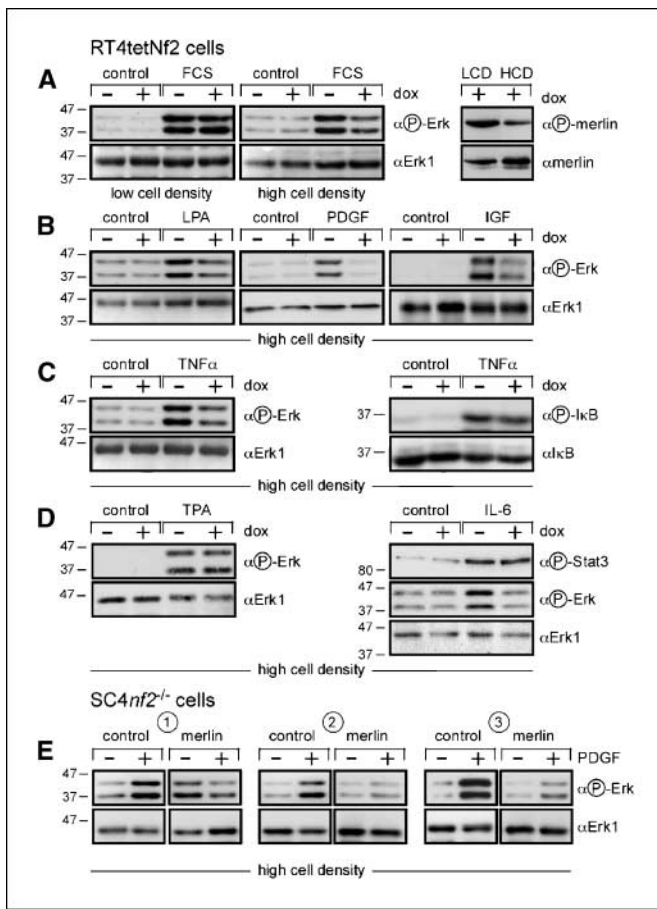 RT4tetNf2 cells
A
control FCS control FCS LCD HCD
− + − + − + − + dox + + dox
47
37
αⓅ-Erk αⓅ-merlin
47
37
αErk1 αmerlin
low cell density high cell density
B
control LPA control PDGF control IGF
− + − + − + − + − + − + dox
47
37
αⓅ-Erk
47
37
αErk1
high cell density
C
control TNFα control TNFα
− + − + dox − + − + dox
47
37
αⓅ-Erk 37 αⓅ-IκB
47
37
αErk1 37 αIκB
high cell density
D
control TPA control IL-6
− + − + dox − + − + dox
47
37
αⓅ-Erk 80 αⓅ-Stat3
47
αErk1
47
37
αⓅ-Erk
47
37
αErk1
high cell density
SC4nf2-/- cells
① ② ③
E
control merlin control merlin control merlin
− + − + − + − + − + − + PDGF
47
37
αⓅ-Erk
47
αErk1
high cell density